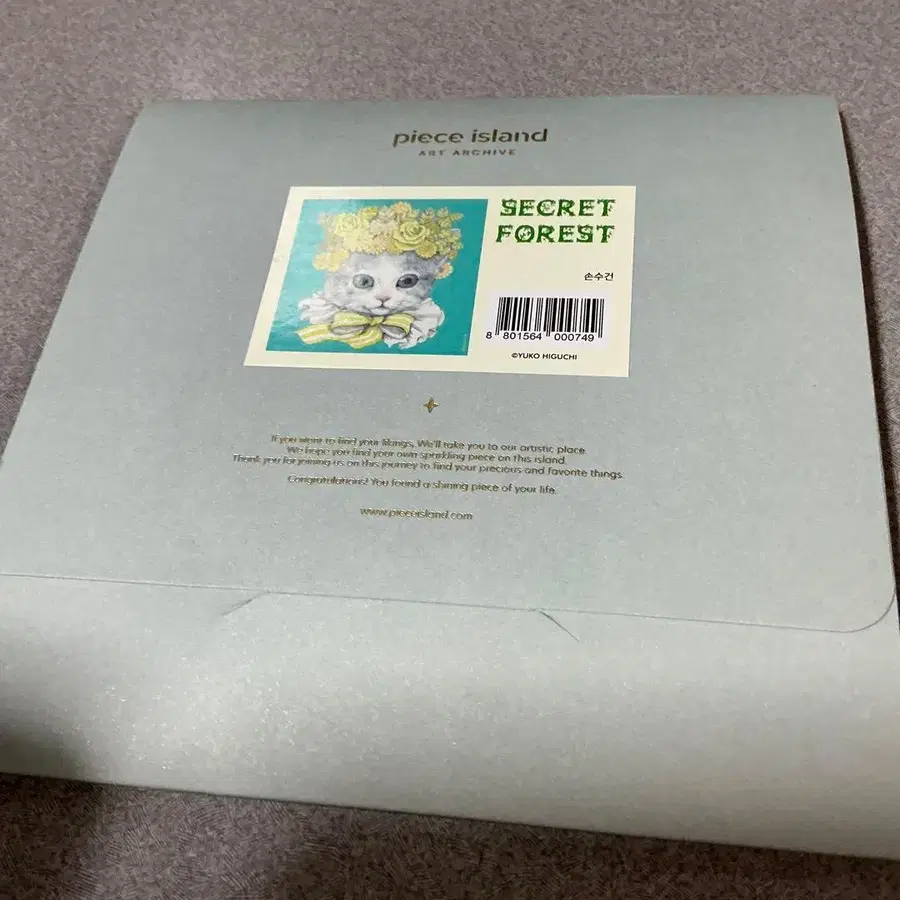 piece island
ART ARCHIVE
SECRET
FOREST
손수건
8 801564 000749
©YUKO HIGUCHI
If you want to find your likings, We'll take you to our artistic place.
We hope you find your own sparkling piece on this island.
Thank you for joining us on this journey to find your precious and favorite things.
Congratulations! You found a shining piece of your life.
www.pieceisland.com